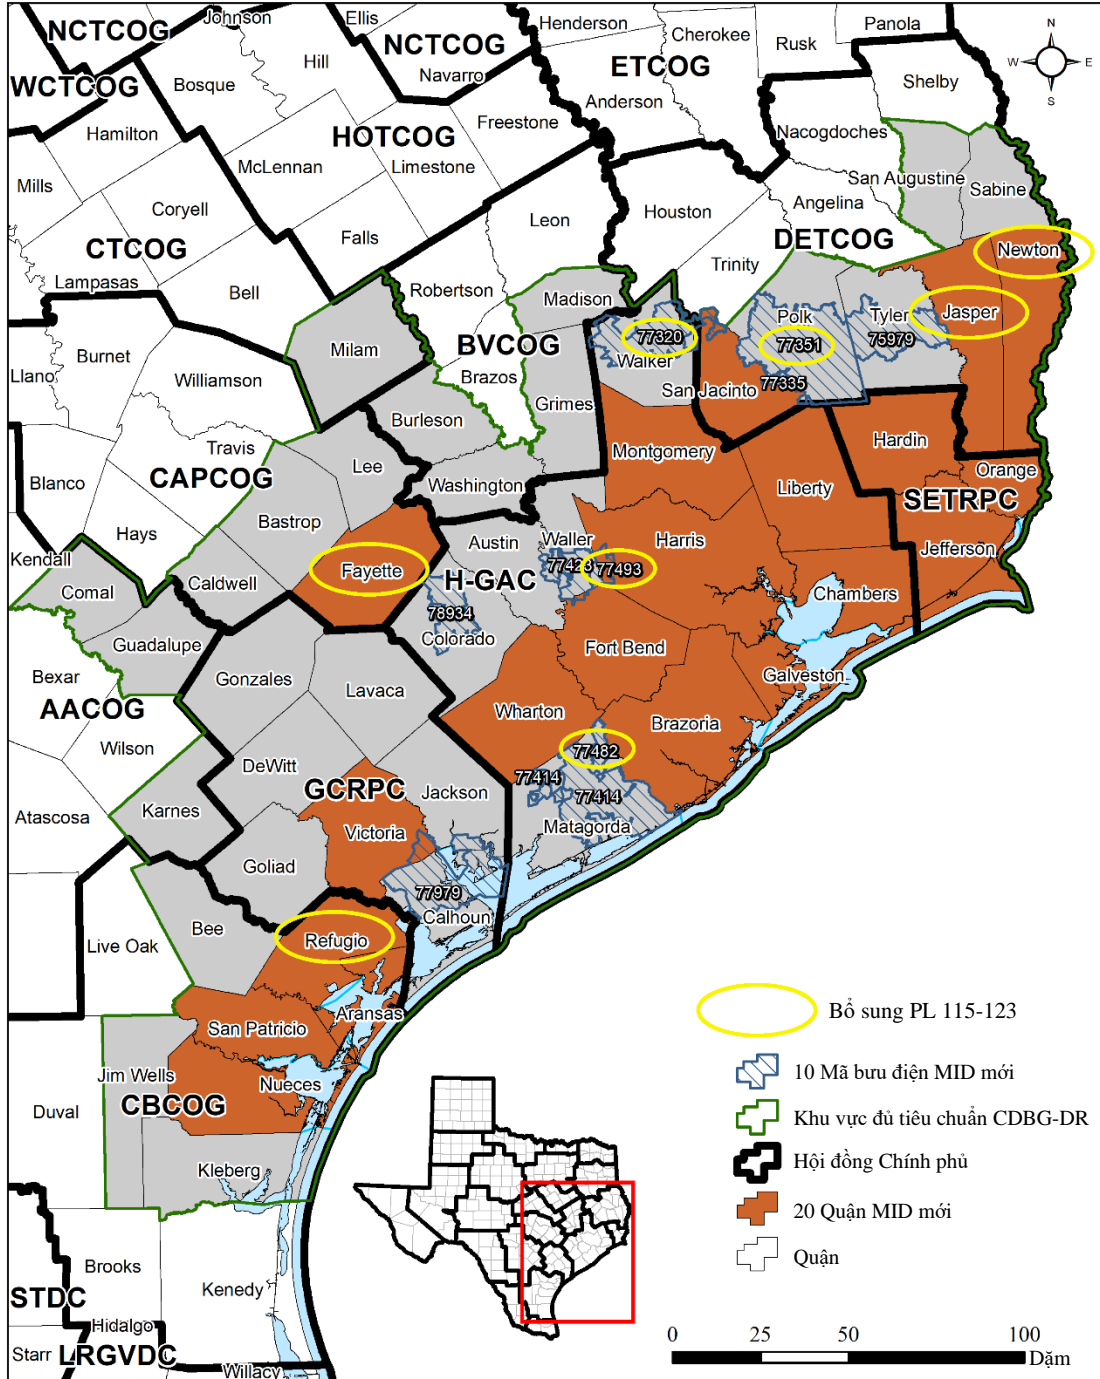 NCTCOG
Johnson
Ellis
Henderson
Cherokee
Panola
Rusk
N
W
E
S
Hill
NCTCOG
Navarro
ETCOG
Shelby
WCTCOG
Bosque
Anderson
Freestone
Nacogdoches
Hamilton
HOTCOG
McLennan
Limestone
San Augustine
Sabine
Mills
Coryell
Leon
Houston
Angelina
CTCOG
Falls
DETCOG
Newton
Trinity
Lampasas
Bell
Robertson
Madison
Jasper
Polk
Tyler
77320
77351
75979
Milam
BVCOG
Burnet
Walker
Llano
Williamson
Brazos
San Jacinto
77335
Grimes
Burleson
Travis
Montgomery
Hardin
Lee
CAPCOG
Blanco
Washington
Liberty
Orange
Bastrop
SETRPC
Hays
Austin
Waller
Harris
Jefferson
Kendall
Fayette
H-GAC
77423
77493
Caldwell
Comal
78934
Chambers
Colorado
Guadalupe
Fort Bend
Bexar
Gonzales
Lavaca
Galveston
AACOG
Wharton
Brazoria
Wilson
77482
DeWitt
GCRPC
Jackson
77414
77414
Karnes
Atascosa
Victoria
Matagorda
Goliad
77979
Calhoun
Bee
Live Oak
Refugio
Aransas
San Patricio
Jim Wells
Nueces
CBCOG
Duval
Kleberg
Brooks
Kenedy
STDC
Hidalgo
Starr
LRGVDC
Willacy
Bổ sung PL 115-123
10 Mã bưu điện MID mới
Khu vực đủ tiêu chuẩn CDBG-DR
Hội đồng Chính phủ
20 Quận MID mới
Quận
0 25 50 100
Dặm